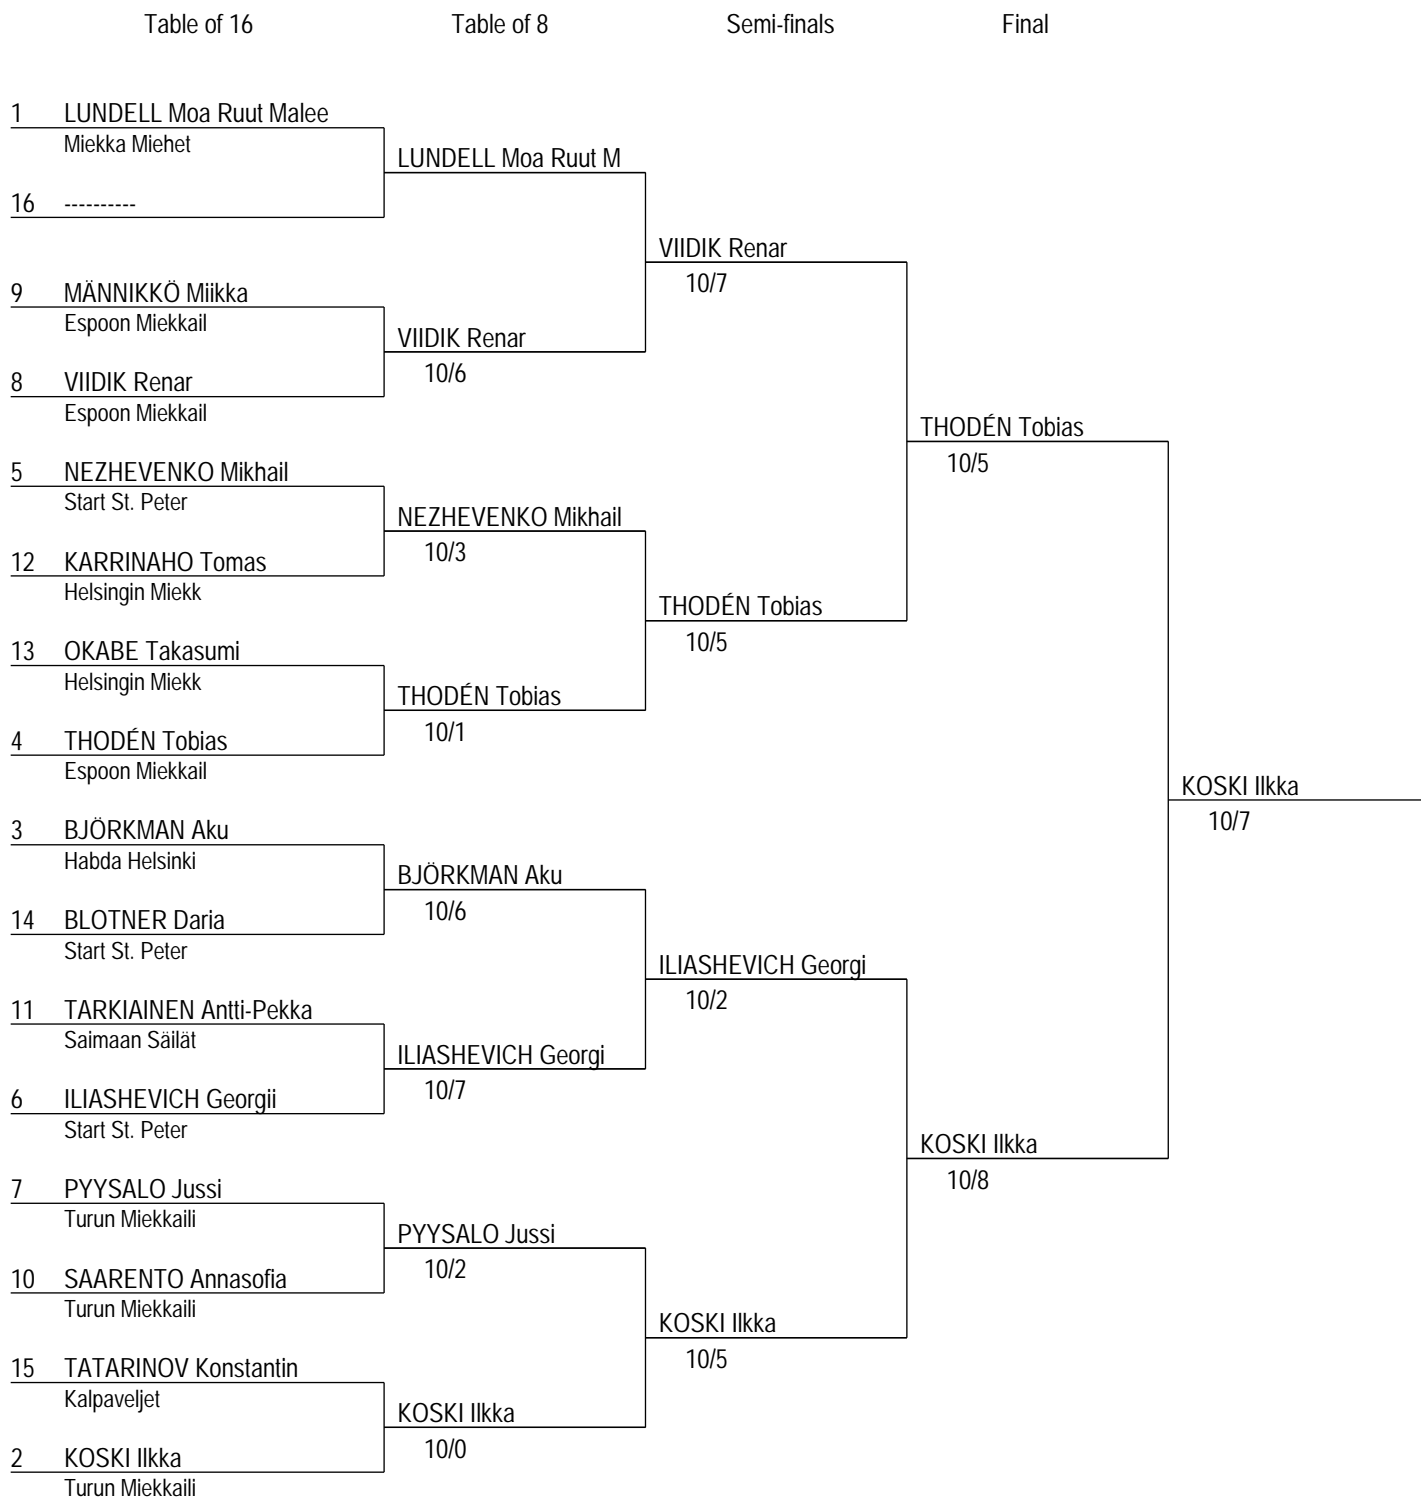 Table of 16 Table of 8 Semi-finals Final
1 LUNDELL Moa Ruut Malee
Miekka Miehet
LUNDELL Moa Ruut M
16 ----------
VIIDIK Renar
10/7
9 MÄNNIKKÖ Miikka
Espoon Miekkail
VIIDIK Renar
10/6
8 VIIDIK Renar
Espoon Miekkail
THODÉN Tobias
10/5
5 NEZHEVENKO Mikhail
Start St. Peter
NEZHEVENKO Mikhail
10/3
12 KARRINAHO Tomas
Helsingin Miekk
THODÉN Tobias
10/5
13 OKABE Takasumi
Helsingin Miekk
THODÉN Tobias
10/1
4 THODÉN Tobias
Espoon Miekkail
KOSKI Ilkka
10/7
3 BJÖRKMAN Aku
Habda Helsinki
BJÖRKMAN Aku
10/6
14 BLOTNER Daria
Start St. Peter
ILIASHEVICH Georgi
10/2
11 TARKIAINEN Antti-Pekka
Saimaan Säilät
ILIASHEVICH Georgi
10/7
6 ILIASHEVICH Georgii
Start St. Peter
KOSKI Ilkka
10/8
7 PYYSALO Jussi
Turun Miekkaili
PYYSALO Jussi
10/2
10 SAARENTO Annasofia
Turun Miekkaili
KOSKI Ilkka
10/5
15 TATARINOV Konstantin
Kalpaveljet
KOSKI Ilkka
10/0
2 KOSKI Ilkka
Turun Miekkaili